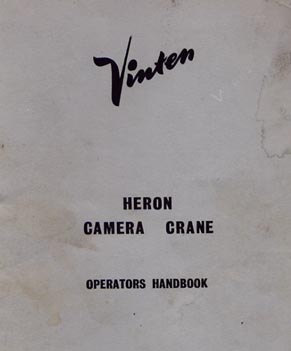 Vinten
HERON
CAMERA CRANE
OPERATORS HANDBOOK